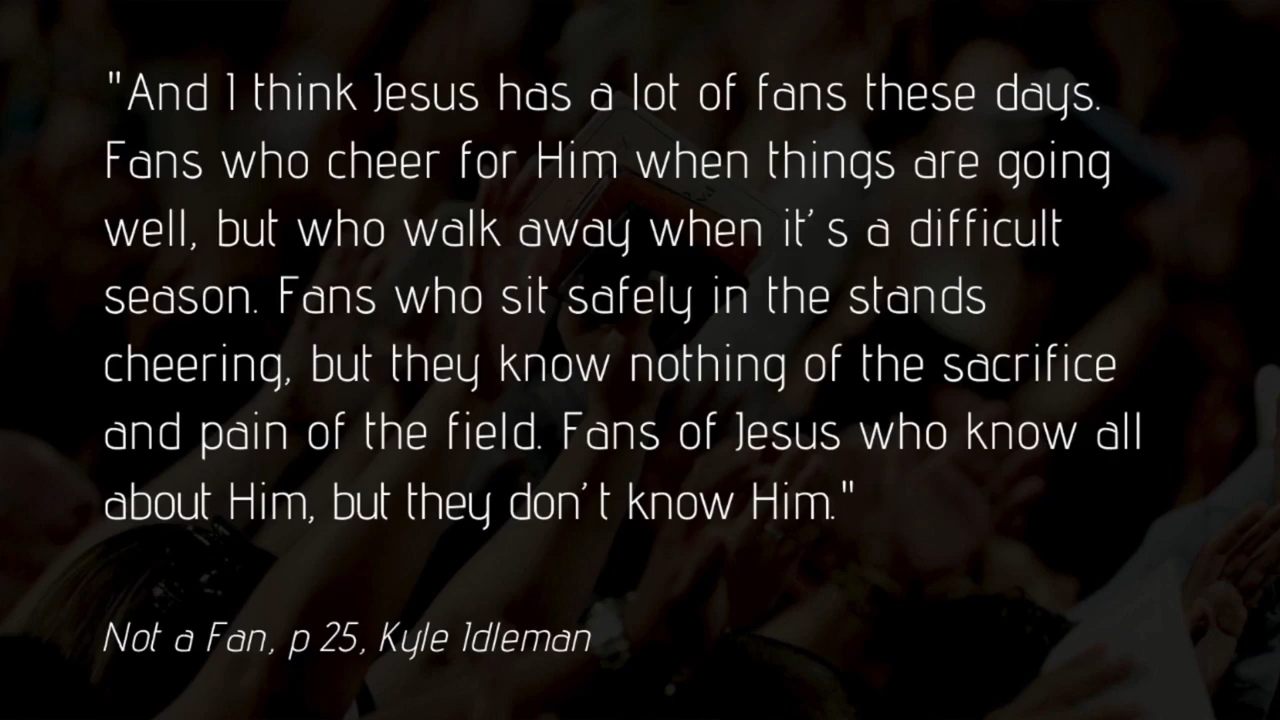 "And I think Jesus has a lot of fans these days.
Fans who cheer for Him when things are going
well, but who walk away when it's a difficult
season. Fans who sit safely in the stands
cheering, but they know nothing of the sacrifice
and pain of the field. Fans of Jesus who know all
about Him, but they don't know Him."
Not a Fan, p 25, Kyle Idleman